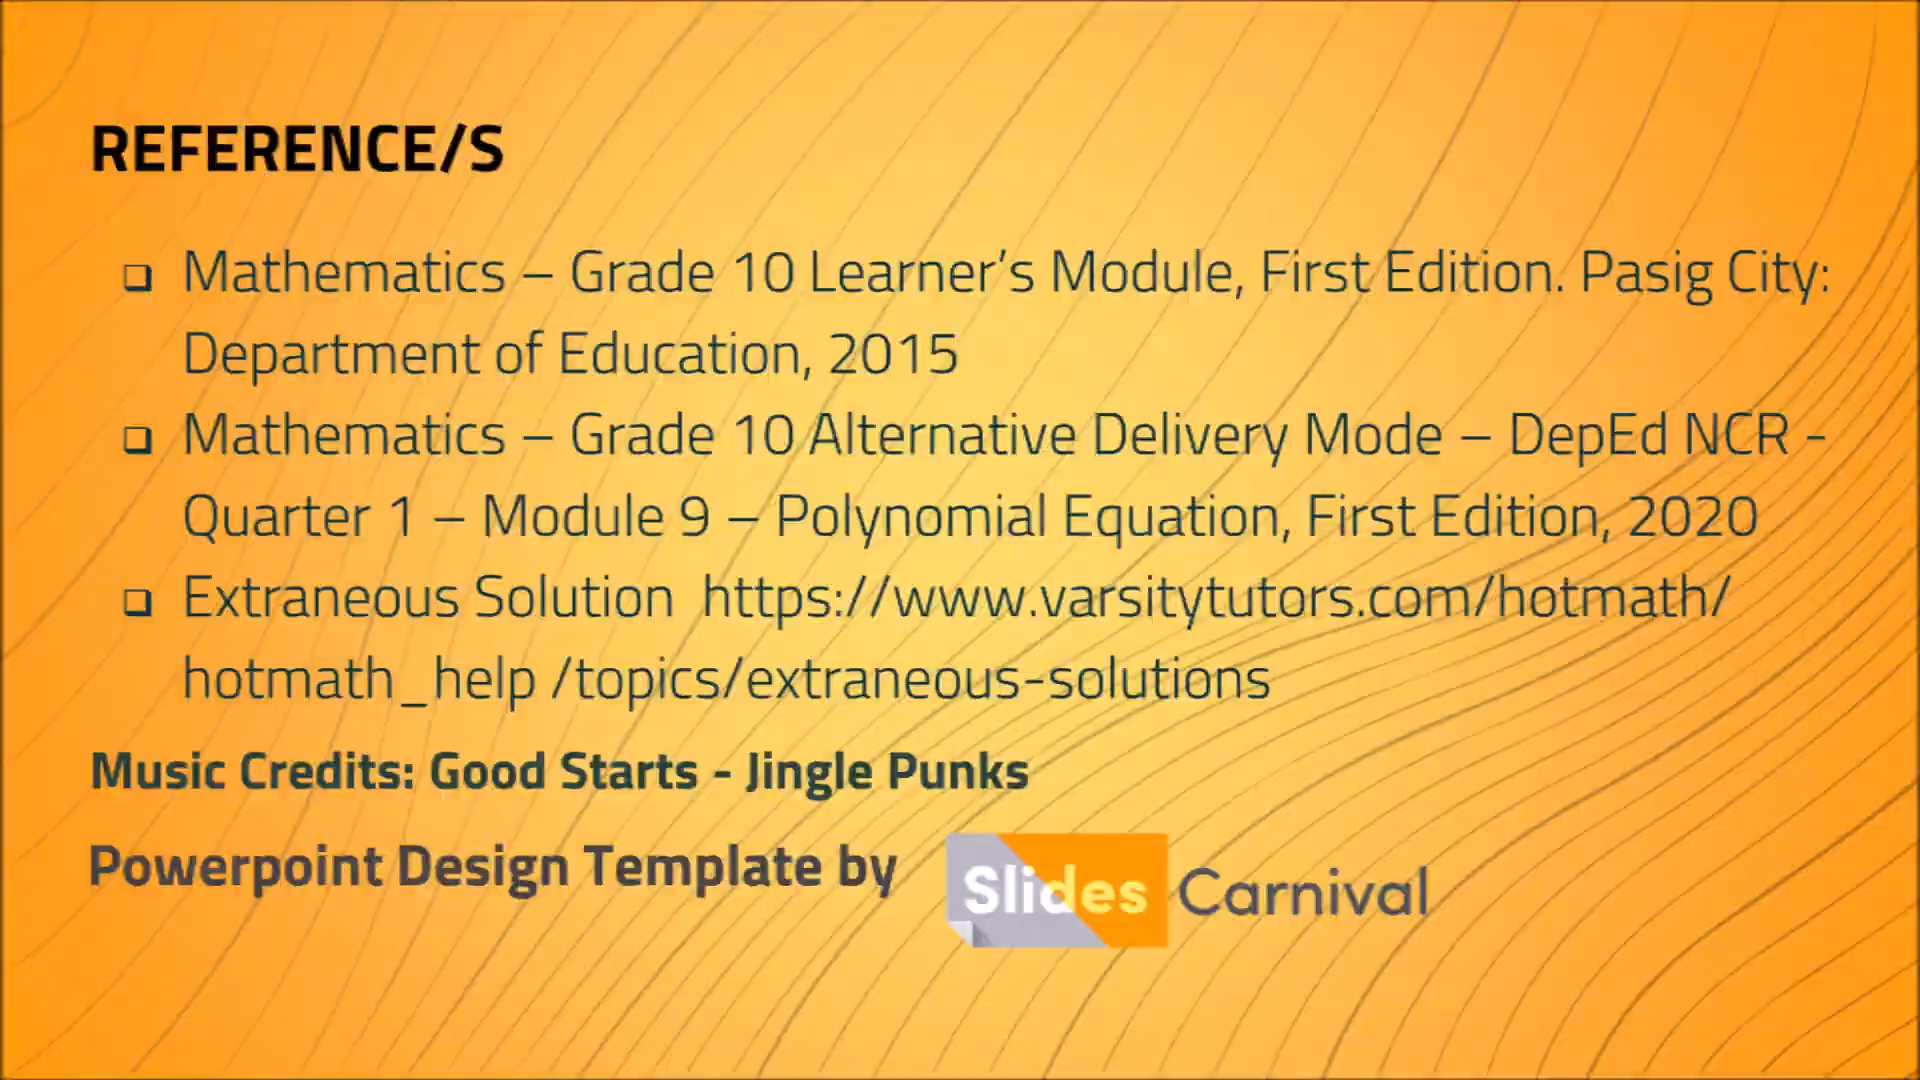 REFERENCE/S
❑ Mathematics – Grade 10 Learner’s Module, First Edition. Pasig City:
Department of Education, 2015
❑ Mathematics – Grade 10 Alternative Delivery Mode – DepEd NCR -
Quarter 1 – Module 9 – Polynomial Equation, First Edition, 2020
❑ Extraneous Solution  https://www.varsitytutors.com/hotmath/
hotmath_help /topics/extraneous-solutions
Music Credits: Good Starts - Jingle Punks
Powerpoint Design Template by Slides Carnival